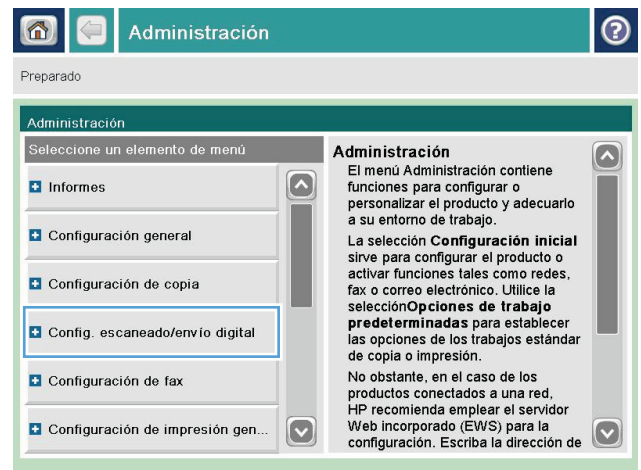 Administración
?
Preparado
Administración
Seleccione un elemento de menú
Informes
Configuración general
Configuración de copia
Config. escaneado/envío digital
Configuración de fax
Configuración de impresión gen...
Administración
El menú Administración contiene
funciones para configurar o
personalizar el producto y adecuarlo
a su entorno de trabajo.
La selección Configuración inicial
sirve para configurar el producto o
activar funciones tales como redes,
fax o correo electrónico. Utilice la
selecciónOpciones de trabajo
predeterminadas para establecer
las opciones de los trabajos estándar
de copia o impresión.
No obstante, en el caso de los
productos conectados a una red,
HP recomienda emplear el servidor
Web incorporado (EWS) para la
configuración. Escriba la dirección de